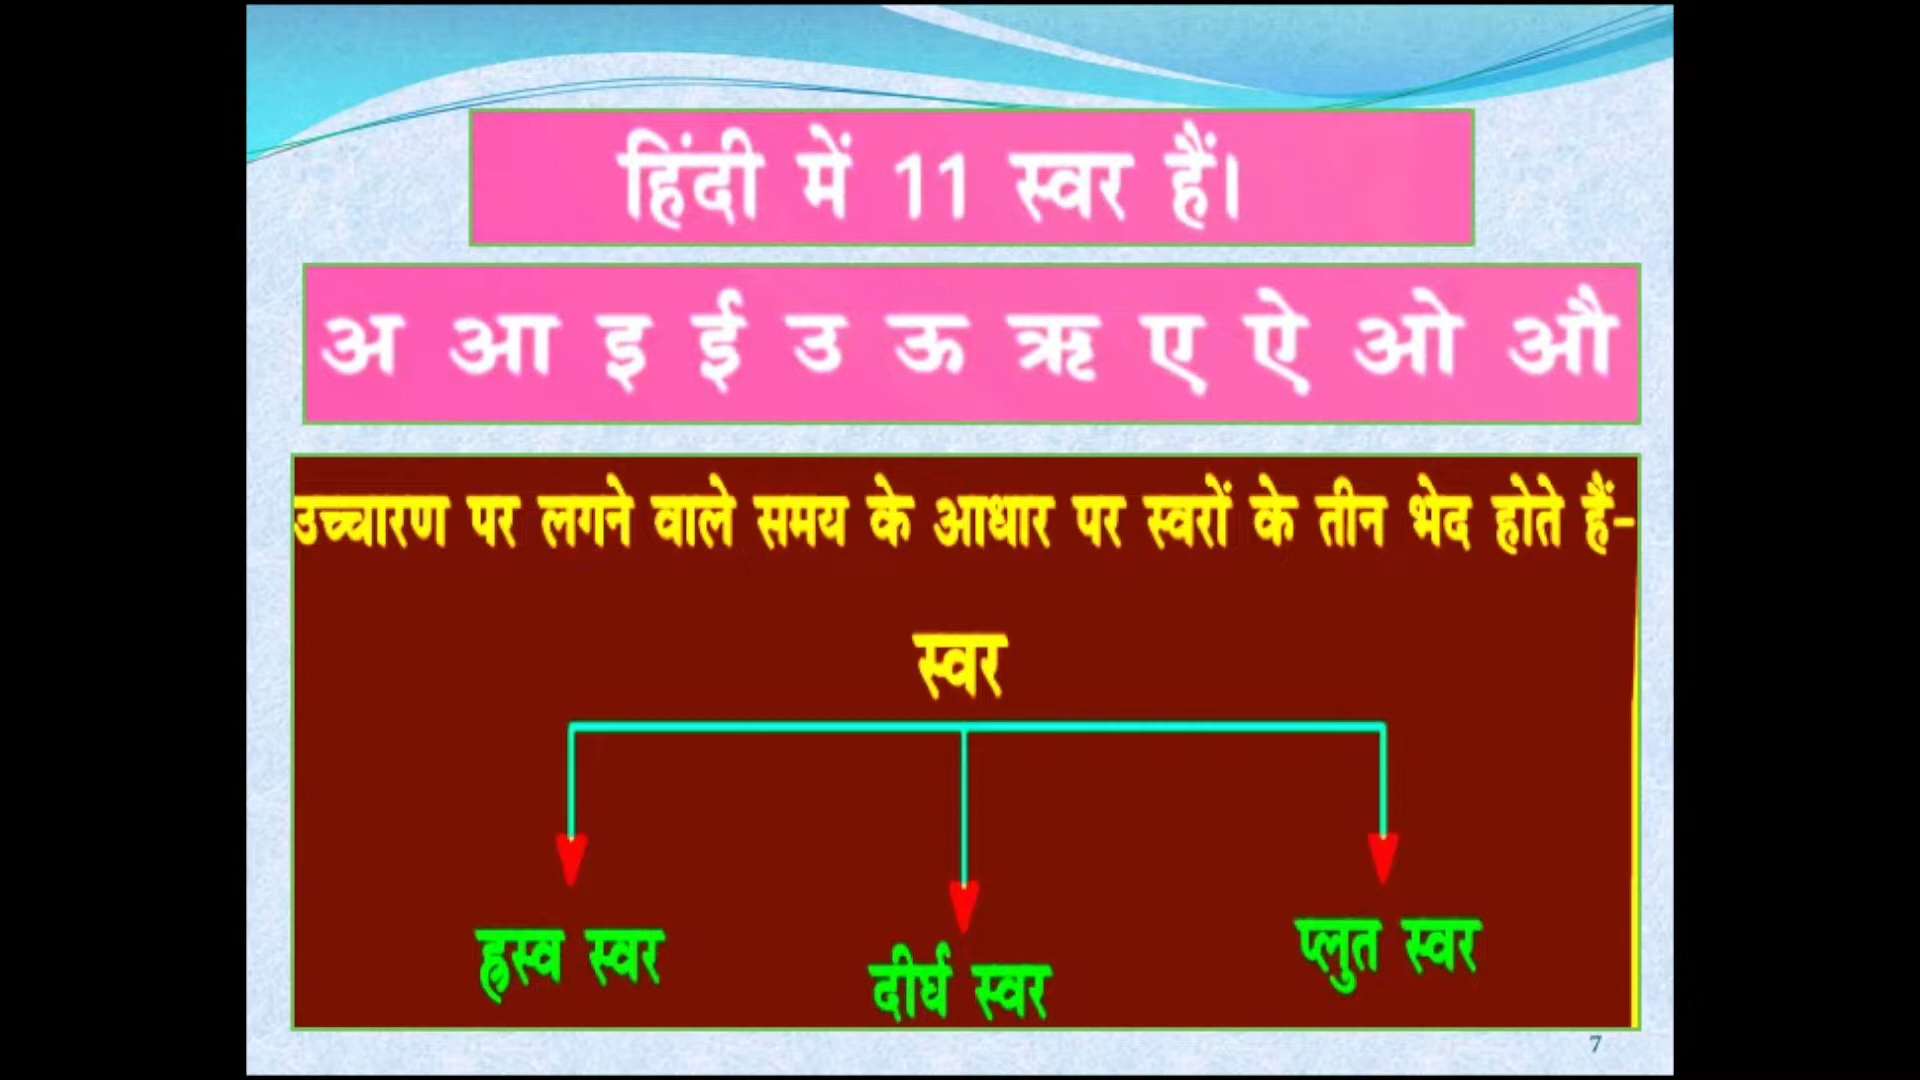 हिंदी में 11 स्वर हैं।
अ आ इ ई उ ऊ ऋ ए ऐ ओ औ
उच्चारण पर लगने वाले समय के आधार पर स्वरों के तीन भेद होते हैं-
स्वर
ह्रस्व स्वर
दीर्घ स्वर
प्लुत स्वर
7